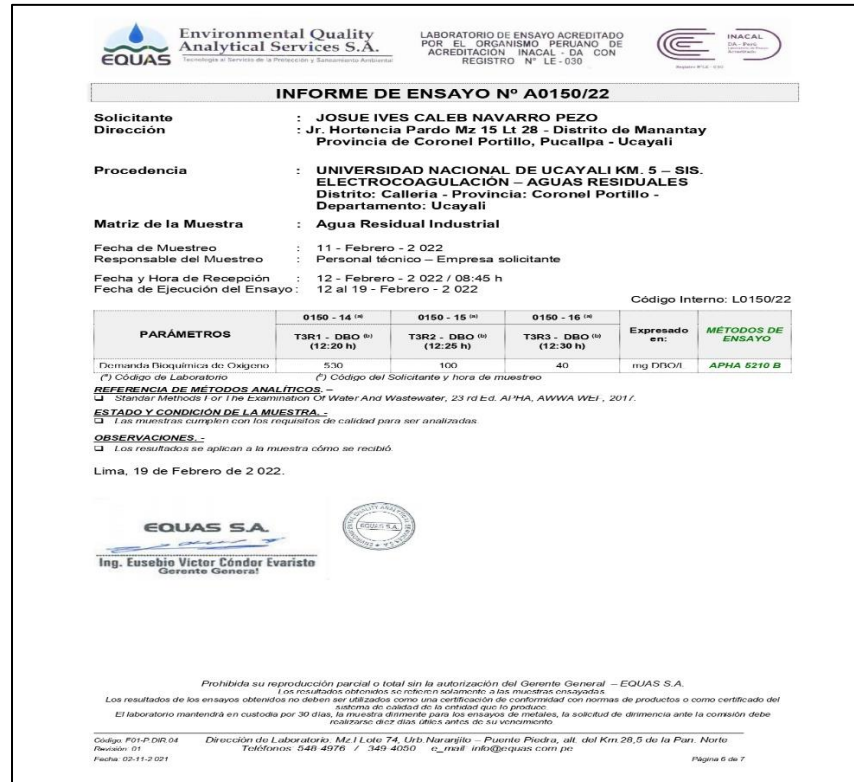 EQUAS
Environmental Quality
Analytical Services S.A.
Tecnología al Servicio de la Protección y Saneamiento Ambiental
LABORATORIO DE ENSAYO ACREDITADO
POR EL ORGANISMO PERUANO DE
ACREDITACIÓN INACAL - DA CON
REGISTRO N° LE - 030
INACAL
DA - Perú
INFORME DE ENSAYO Nº A0150/22
Solicitante : JOSUE IVES CALEB NAVARRO PEZO
Dirección : Jr. Hortencia Pardo Mz 15 Lt 28 - Distrito de Manantay
Provincia de Coronel Portillo, Pucallpa - Ucayali
Procedencia : UNIVERSIDAD NACIONAL DE UCAYALI KM. 5 – SIS.
ELECTROCOAGULACIÓN – AGUAS RESIDUALES
Distrito: Calleria - Provincia: Coronel Portillo -
Departamento: Ucayali
Matriz de la Muestra : Agua Residual Industrial
Fecha de Muestreo : 11 - Febrero - 2 022
Responsable del Muestreo : Personal técnico – Empresa solicitante
Fecha y Hora de Recepción : 12 - Febrero - 2 022 / 08:45 h
Fecha de Ejecución del Ensayo : 12 al 19 - Febrero - 2 022
Código Interno: L0150/22
PARÁMETROS
0150 - 14 (a) 0150 - 15 (a) 0150 - 16 (a)
T3R1 - DBO (b) T3R2 - DBO (b) T3R3 - DBO (b)
(12:20 h) (12:25 h) (12:30 h)
Expresado en:
MÉTODOS DE ENSAYO
Demanda Bioquímica de Oxígeno 530 100 40 mg DBO/l APHA 5210 B
(a) Código de Laboratorio (b) Código del Solicitante y hora de muestreo
REFERENCIA DE MÉTODOS ANALÍTICOS. –
Standar Methods For The Examination Of Water And Wastewater, 23 rd Ed. APHA, AWWA WEF, 2017.
ESTADO Y CONDICIÓN DE LA MUESTRA. -
Las muestras cumplen con los requisitos de calidad para ser analizadas.
OBSERVACIONES. -
Los resultados se aplican a la muestra cómo se recibió.
Lima, 19 de Febrero de 2 022.
EQUAS S.A.
Ing. Eusebio Víctor Cóndor Evaristo
Gerente General
EQUAS S.A.
Prohibida su reproducción parcial o total sin la autorización del Gerente General – EQUAS S.A.
Los resultados obtenidos se refieren solamente a las muestras ensayadas.
Los resultados de los ensayos obtenidos no deben ser utilizados como una certificación de conformidad con normas de productos o como certificado del
sistema de calidad de la entidad que lo produce.
El laboratorio mantendrá en custodia por 30 días, la muestra dirimente para los ensayos de metales, la solicitud de dirimencia ante la comisión debe
realizarse diez días útiles antes de su vencimiento.
Código: F01-P.DIR.04
Revisión: 01
Fecha: 02-11-2 021
Dirección de Laboratorio: Mz.I Lote 74, Urb.Naranjito – Puente Piedra, alt. del Km 28,5 de la Pan. Norte
Teléfonos: 548-4976 / 349-4050 e_mail info@equas.com.pe
Página 6 de 7